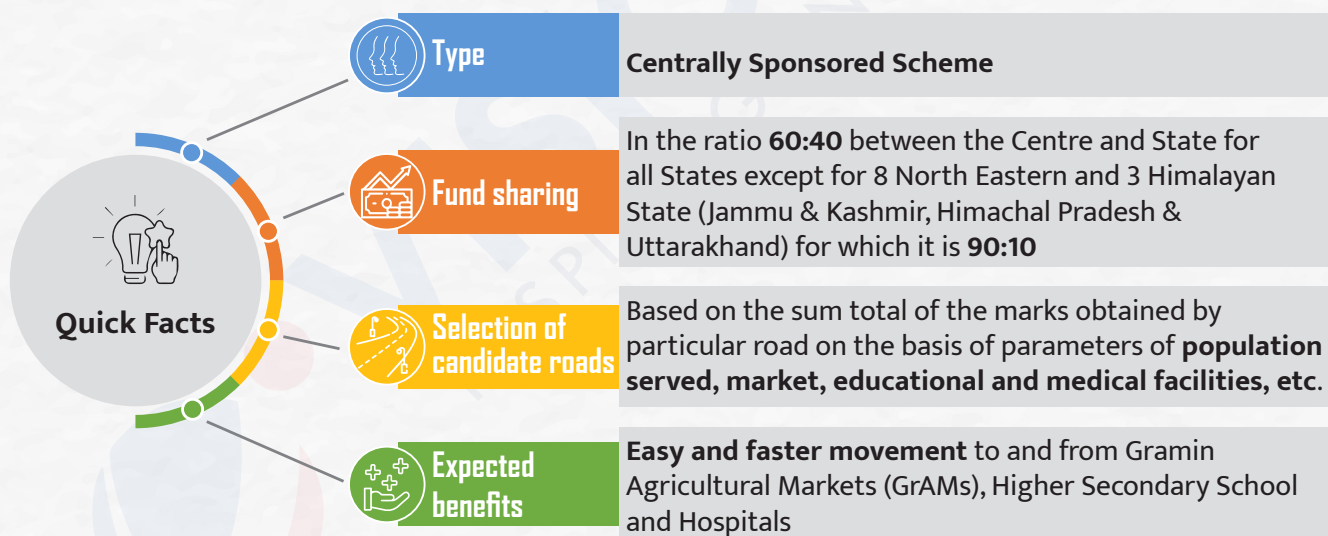 Quick Facts
Type
Centrally Sponsored Scheme
Fund sharing
In the ratio 60:40 between the Centre and State for
all States except for 8 North Eastern and 3 Himalayan
State (Jammu & Kashmir, Himachal Pradesh &
Uttarakhand) for which it is 90:10
Selection of
candidate roads
Based on the sum total of the marks obtained by
particular road on the basis of parameters of population
served, market, educational and medical facilities, etc.
Expected
benefits
Easy and faster movement to and from Gramin
Agricultural Markets (GrAMs), Higher Secondary School
and Hospitals